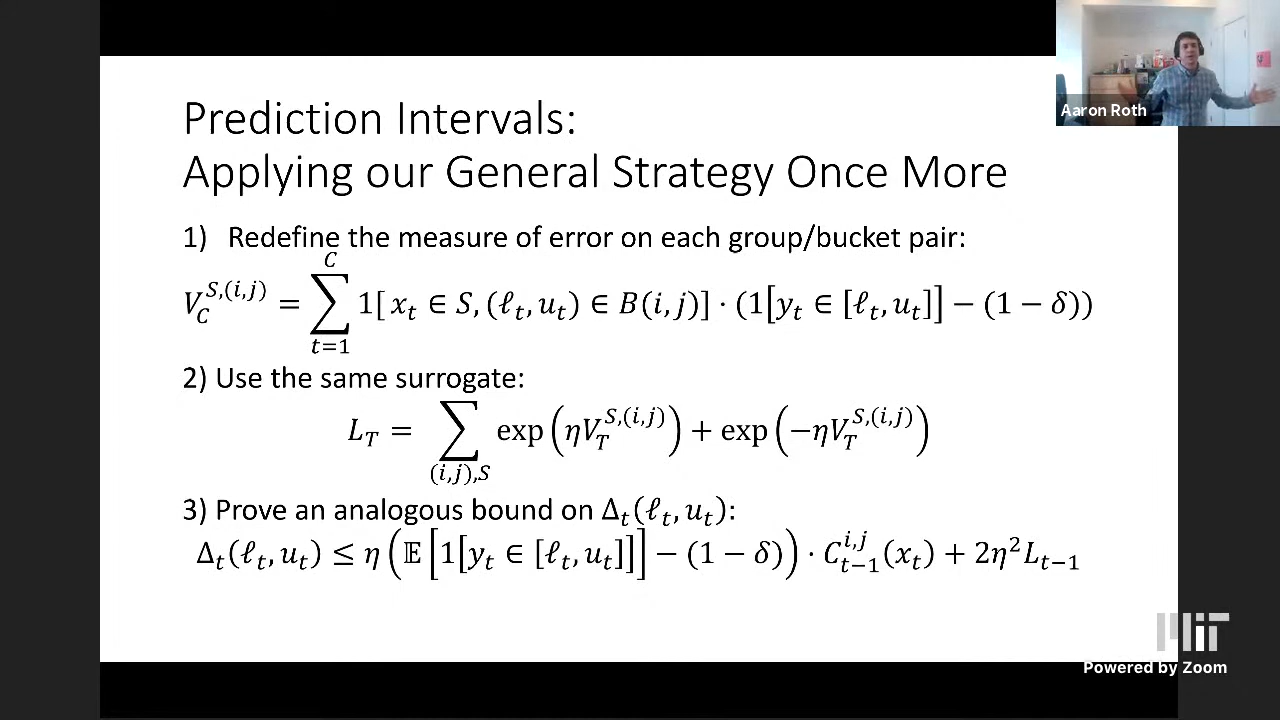 Aaron Roth
Prediction Intervals:
Applying our General Strategy Once More
1) Redefine the measure of error on each group/bucket pair:
V_C^{S,(i,j)} = ∑_{t=1}^{C} 1[ x_t ∈ S, (ℓ_t, u_t) ∈ B(i,j)] · (1[y_t ∈ [ℓ_t, u_t]] − (1 − δ))
2) Use the same surrogate:
L_T = ∑_{(i,j),S} exp(ηV_T^{S,(i,j)}) + exp(−ηV_T^{S,(i,j)})
3) Prove an analogous bound on Δ_t(ℓ_t, u_t):
Δ_t(ℓ_t, u_t) ≤ η(𝔼[1[y_t ∈ [ℓ_t, u_t]]] − (1 − δ)) · C_{t−1}^{i,j}(x_t) + 2η²L_{t−1}
MIT
Powered by Zoom